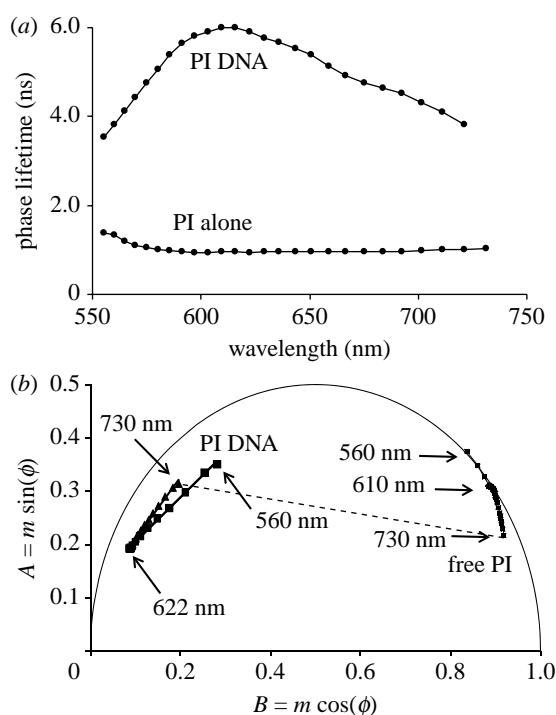 (a)
6.0
4.0
2.0
0
phase lifetime (ns)
PI DNA
PI alone
550
600
650
700
750
wavelength (nm)
(b)
0.5
0.4
0.3
0.2
0.1
A = m sin(ϕ)
730 nm
PI DNA
560 nm
622 nm
560 nm
610 nm
730 nm
free PI
0
0.2
0.4
0.6
0.8
1.0
B = m cos(ϕ)